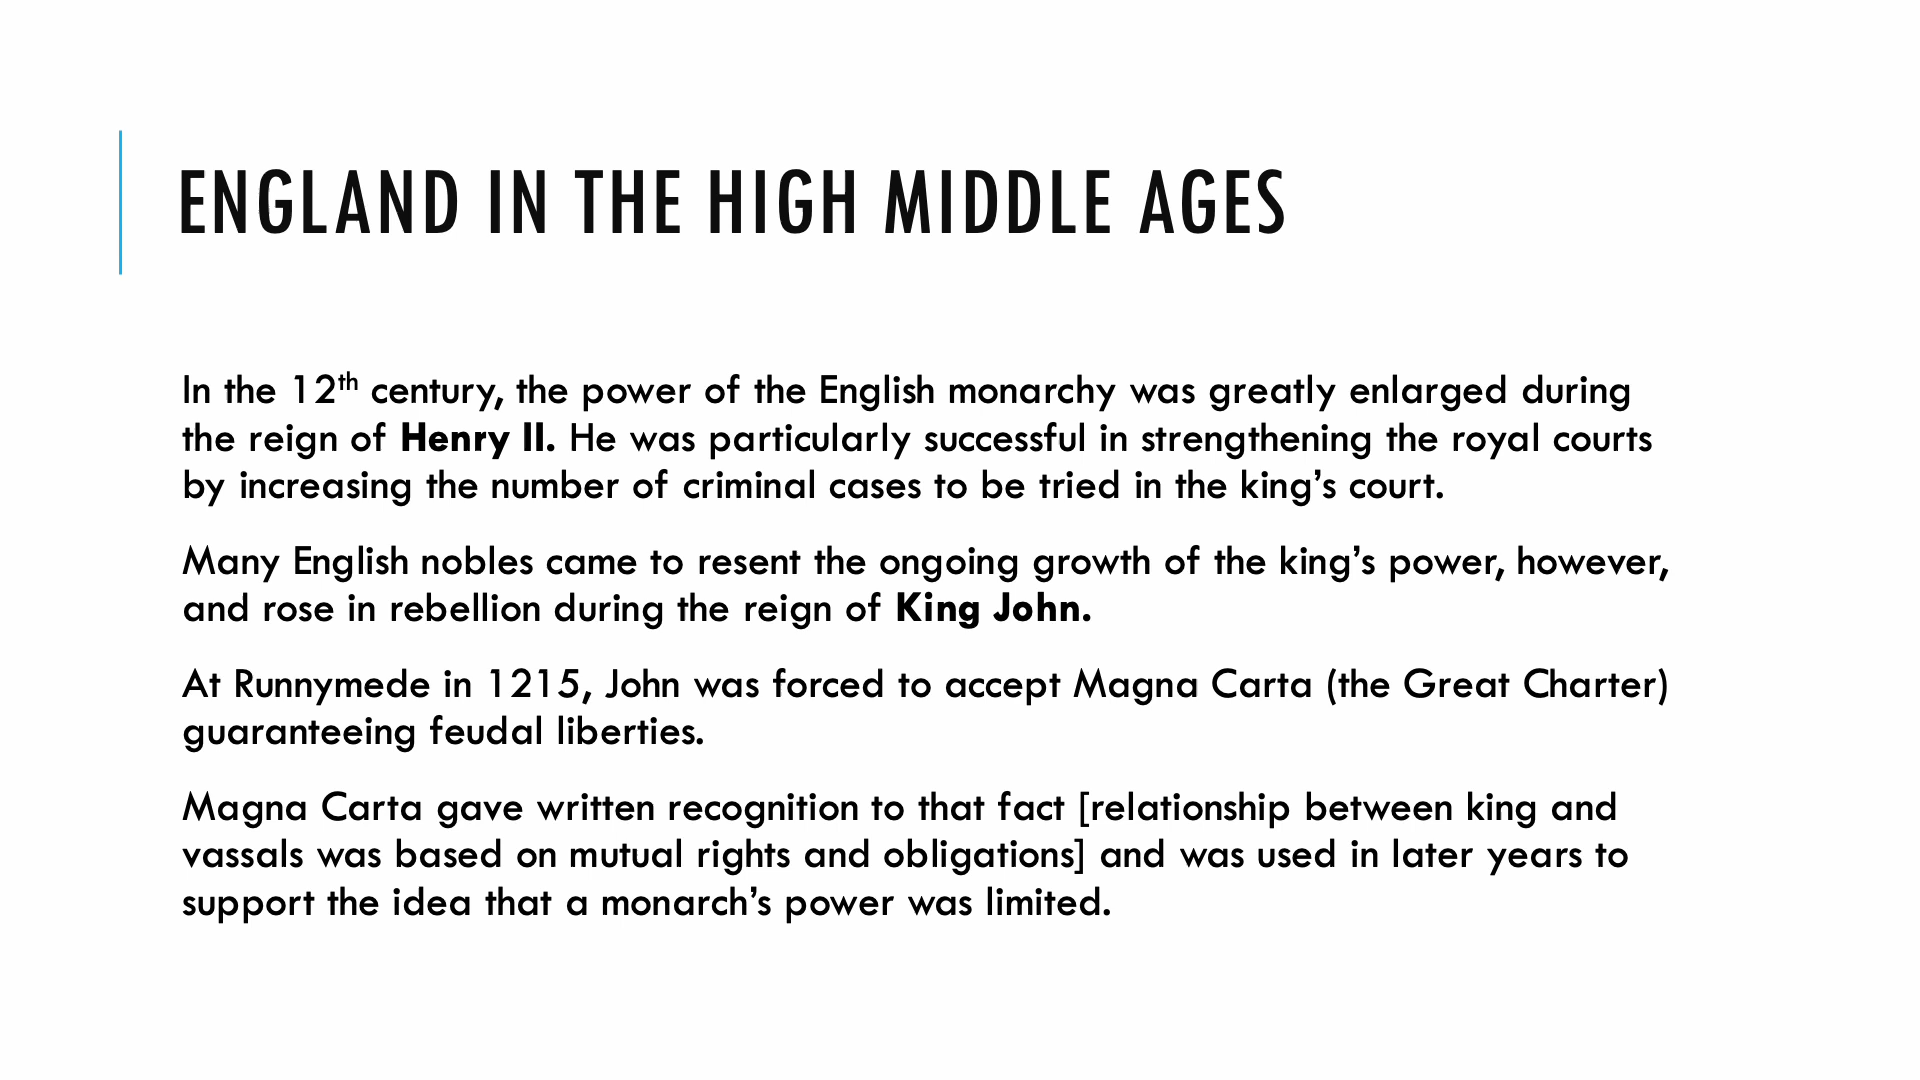 ENGLAND IN THE HIGH MIDDLE AGES
In the 12th century, the power of the English monarchy was greatly enlarged during
the reign of Henry II. He was particularly successful in strengthening the royal courts
by increasing the number of criminal cases to be tried in the king’s court.
Many English nobles came to resent the ongoing growth of the king’s power, however,
and rose in rebellion during the reign of King John.
At Runnymede in 1215, John was forced to accept Magna Carta (the Great Charter)
guaranteeing feudal liberties.
Magna Carta gave written recognition to that fact [relationship between king and
vassals was based on mutual rights and obligations] and was used in later years to
support the idea that a monarch’s power was limited.